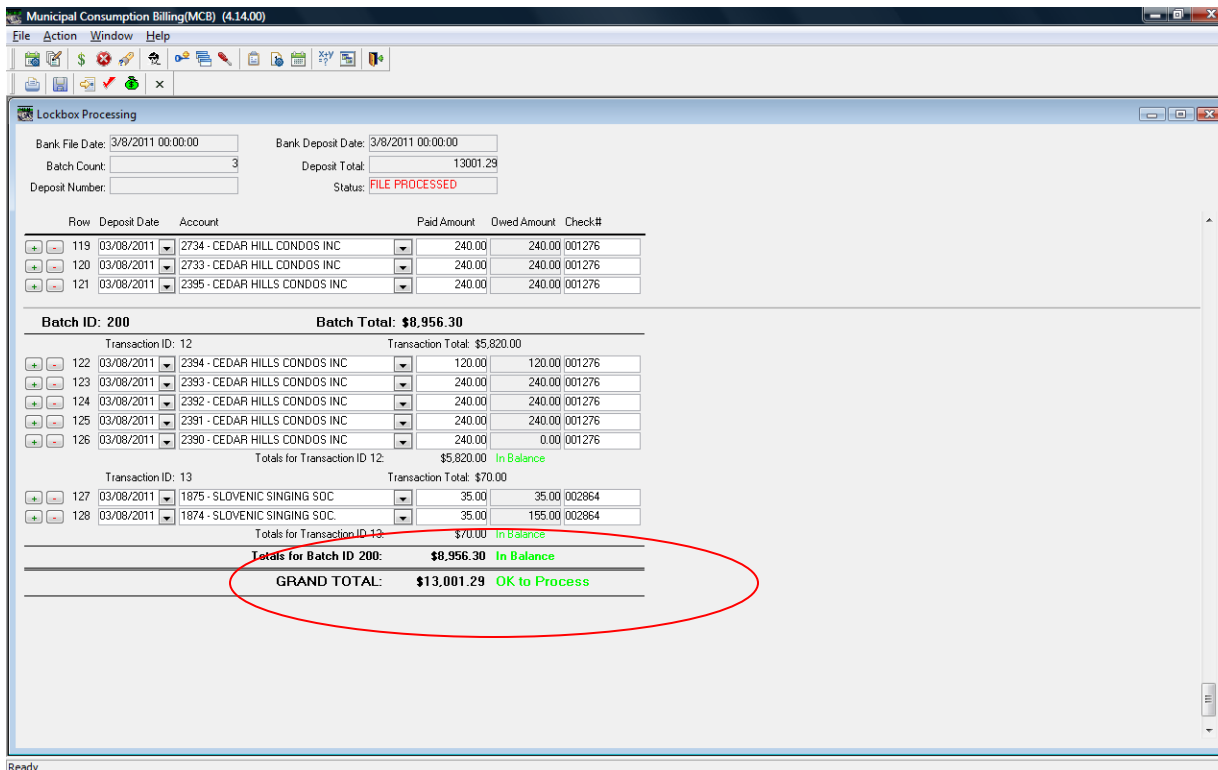 Municipal Consumption Billing(MCB) (4.14.00)
File Action Window Help
Lockbox Processing
Bank File Date: 3/8/2011 00:00:00 Bank Deposit Date: 3/8/2011 00:00:00
Batch Count: 3 Deposit Total: 13001.29
Deposit Number: Status: FILE PROCESSED
Row Deposit Date Account Paid Amount Owed Amount Check#
119 03/08/2011 2734 - CEDAR HILL CONDOS INC 240.00 240.00 001276
120 03/08/2011 2733 - CEDAR HILL CONDOS INC 240.00 240.00 001276
121 03/08/2011 2395 - CEDAR HILLS CONDOS INC 240.00 240.00 001276
Batch ID: 200 Batch Total: $8,956.30
Transaction ID: 12 Transaction Total: $5,820.00
122 03/08/2011 2394 - CEDAR HILLS CONDOS INC 120.00 120.00 001276
123 03/08/2011 2393 - CEDAR HILLS CONDOS INC 240.00 240.00 001276
124 03/08/2011 2392 - CEDAR HILLS CONDOS INC 240.00 240.00 001276
125 03/08/2011 2391 - CEDAR HILLS CONDOS INC 240.00 240.00 001276
126 03/08/2011 2390 - CEDAR HILLS CONDOS INC 240.00 0.00 001276
Totals for Transaction ID 12: $5,820.00 In Balance
Transaction ID: 13 Transaction Total: $70.00
127 03/08/2011 1875 - SLOVENIC SINGING SOC 35.00 35.00 002864
128 03/08/2011 1874 - SLOVENIC SINGING SOC. 35.00 155.00 002864
Totals for Transaction ID 13: $70.00 In Balance
Totals for Batch ID 200: $8,956.30 In Balance
GRAND TOTAL: $13,001.29 OK to Process
Ready